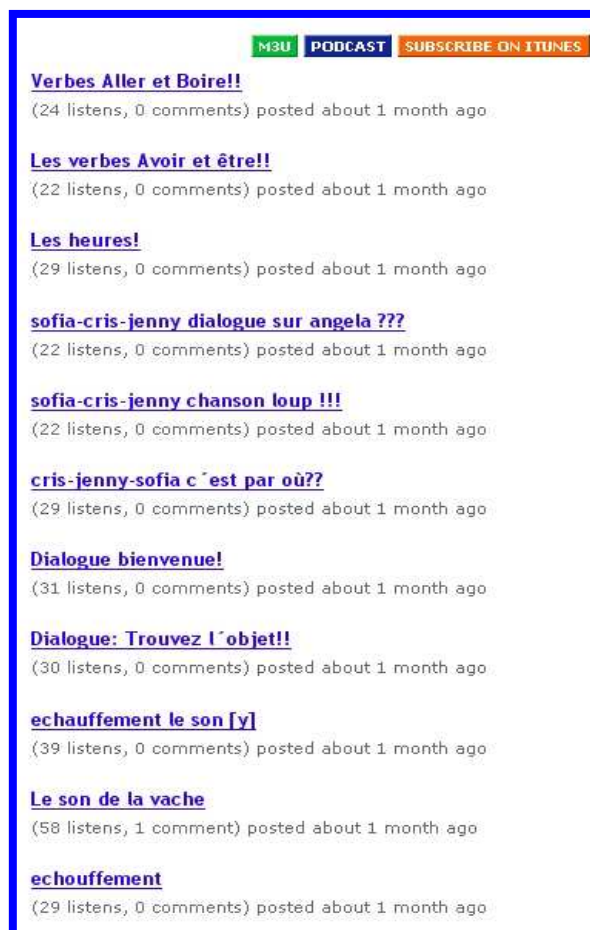 M3U PODCAST SUBSCRIBE ON ITUNES
Verbes Aller et Boire!!
(24 listens, 0 comments) posted about 1 month ago
Les verbes Avoir et être!!
(22 listens, 0 comments) posted about 1 month ago
Les heures!
(29 listens, 0 comments) posted about 1 month ago
sofia-cris-jenny dialogue sur angela ???
(22 listens, 0 comments) posted about 1 month ago
sofia-cris-jenny chanson loup !!!
(22 listens, 0 comments) posted about 1 month ago
cris-jenny-sofia c´est par où??
(29 listens, 0 comments) posted about 1 month ago
Dialogue bienvenue!
(31 listens, 0 comments) posted about 1 month ago
Dialogue: Trouvez l´objet!!
(30 listens, 0 comments) posted about 1 month ago
echauffement le son [y]
(39 listens, 0 comments) posted about 1 month ago
Le son de la vache
(58 listens, 1 comment) posted about 1 month ago
echouffement
(29 listens, 0 comments) posted about 1 month ago